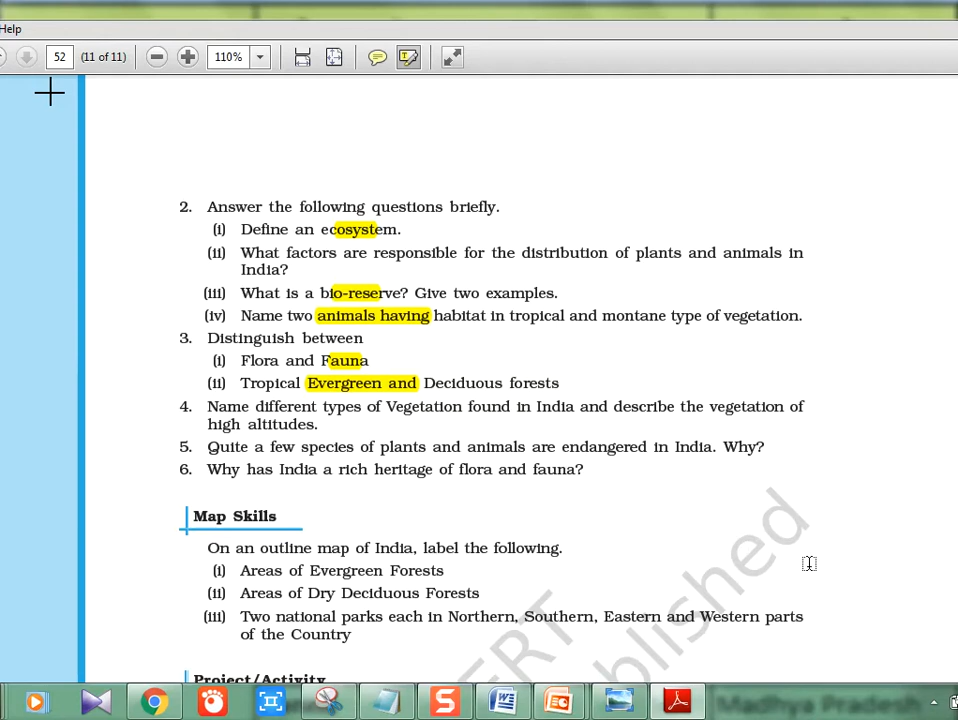 Help
52 (11 of 11) 110%
2. Answer the following questions briefly.
(i) Define an ecosystem.
(ii) What factors are responsible for the distribution of plants and animals in
India?
(iii) What is a bio-reserve? Give two examples.
(iv) Name two animals having habitat in tropical and montane type of vegetation.
3. Distinguish between
(i) Flora and Fauna
(ii) Tropical Evergreen and Deciduous forests
4. Name different types of Vegetation found in India and describe the vegetation of
high altitudes.
5. Quite a few species of plants and animals are endangered in India. Why?
6. Why has India a rich heritage of flora and fauna?
Map Skills
On an outline map of India, label the following.
(i) Areas of Evergreen Forests
(ii) Areas of Dry Deciduous Forests
(iii) Two national parks each in Northern, Southern, Eastern and Western parts
of the Country
Project/Activity
Madhya Pradesh